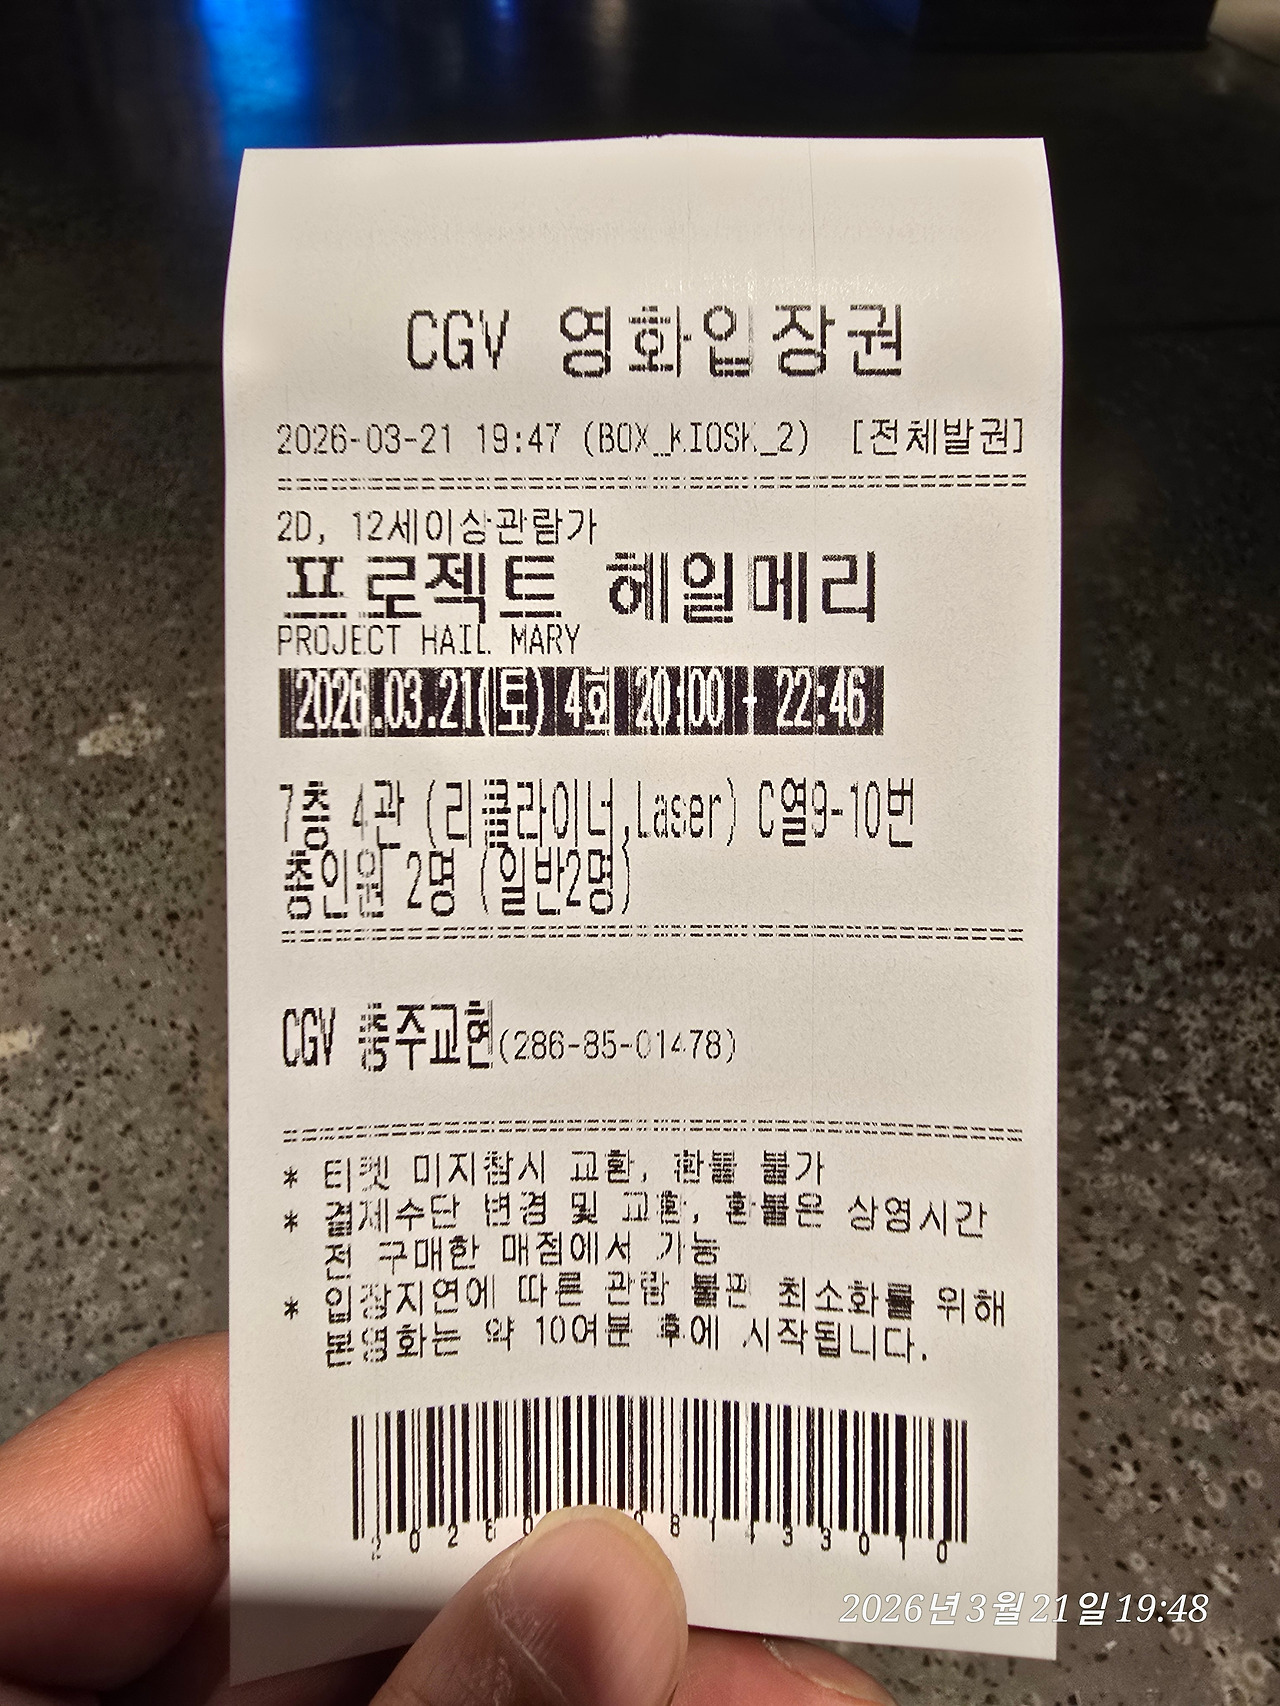 CGV 영화입장권
2026-03-21 19:47 (BOX_KIOSK_2) [전체발권]
2D, 12세이상관람가
프로젝트 헤일메리
PROJECT HAIL MARY
2026.03.21(토) 4회 20:00 - 22:46
7층 4관 (리클라이너,Laser) C열9-10번
총인원 2명 (일반2명)
CGV 충주교현(286-85-01478)
* 티켓 미지참시 교환, 환불 불가
* 결제수단 변경 및 교환, 환불은 상영시간
전 구매한 매점에서 가능
* 입장지연에 따른 관람 불편 최소화를 위해
본영화는 약 10여분 후에 시작됩니다.
2026년 3월 21일 19:48